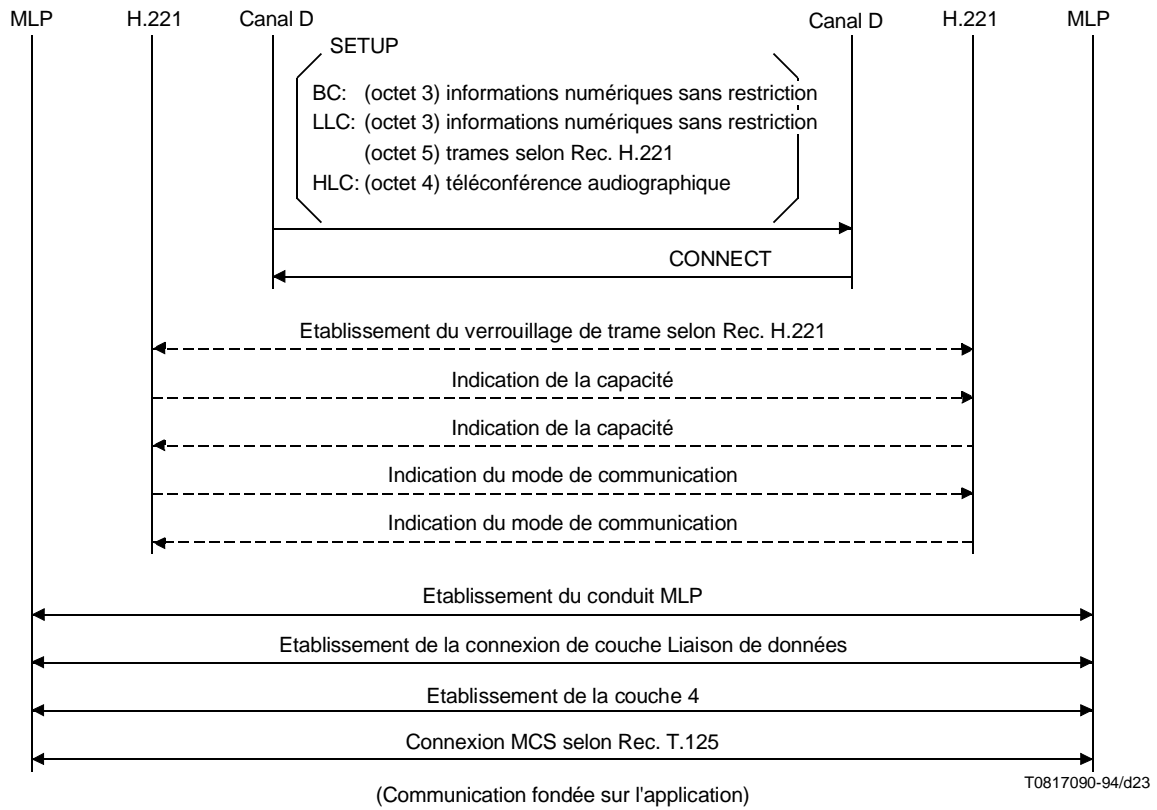 MLP H.221 Canal D Canal D H.221 MLP
SETUP
BC: (octet 3) informations numériques sans restriction
LLC: (octet 3) informations numériques sans restriction
(octet 5) trames selon Rec. H.221
HLC: (octet 4) téléconférence audiographique
CONNECT
Etablissement du verrouillage de trame selon Rec. H.221
Indication de la capacité
Indication de la capacité
Indication du mode de communication
Indication du mode de communication
Etablissement du conduit MLP
Etablissement de la connexion de couche Liaison de données
Etablissement de la couche 4
Connexion MCS selon Rec. T.125
T0817090-94/d23
(Communication fondée sur l'application)